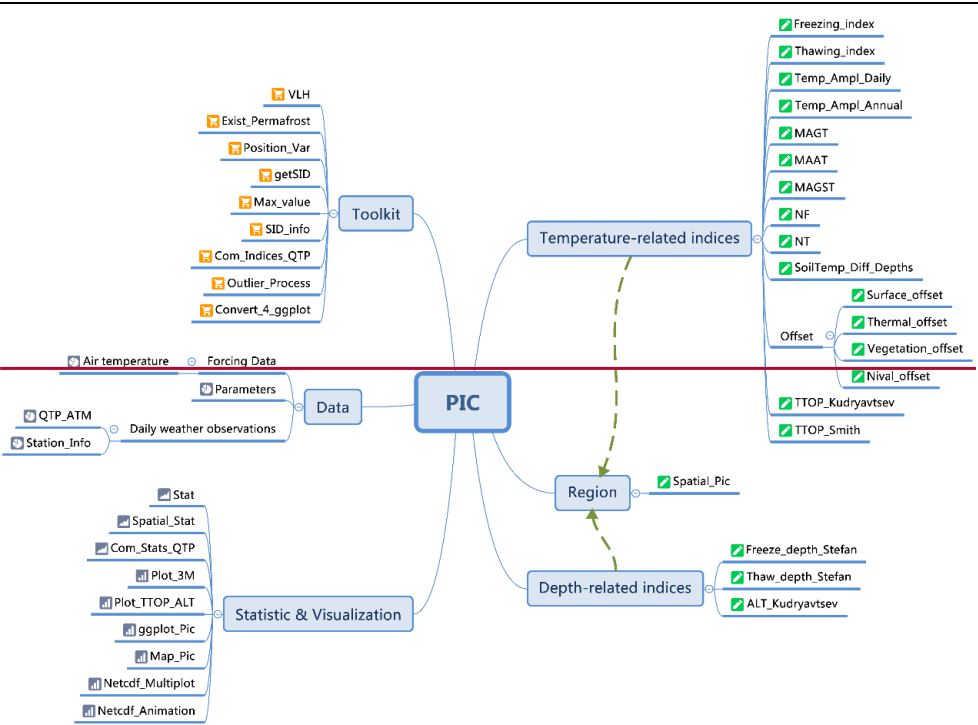 VLH
Exist_Permafrost
Position_Var
getSID
Max_value
SID_info
Com_Indices_QTP
Outlier_Process
Convert_4_ggplot
Toolkit
Air temperature
Forcing Data
Parameters
QTP_ATM
Station_Info
Daily weather observations
Data
Stat
Spatial_Stat
Com_Stats_QTP
Plot_3M
Plot_TTOP_ALT
ggplot_Pic
Map_Pic
Netcdf_Multiplot
Netcdf_Animation
Statistic & Visualization
PIC
Temperature-related indices
Freezing_index
Thawing_index
Temp_Ampl_Daily
Temp_Ampl_Annual
MAGT
MAAT
MAGST
NF
NT
SoilTemp_Diff_Depths
Offset
Surface_offset
Thermal_offset
Vegetation_offset
Nival_offset
TTOP_Kudryavtsev
TTOP_Smith
Region
Spatial_Pic
Depth-related indices
Freeze_depth_Stefan
Thaw_depth_Stefan
ALT_Kudryavtsev